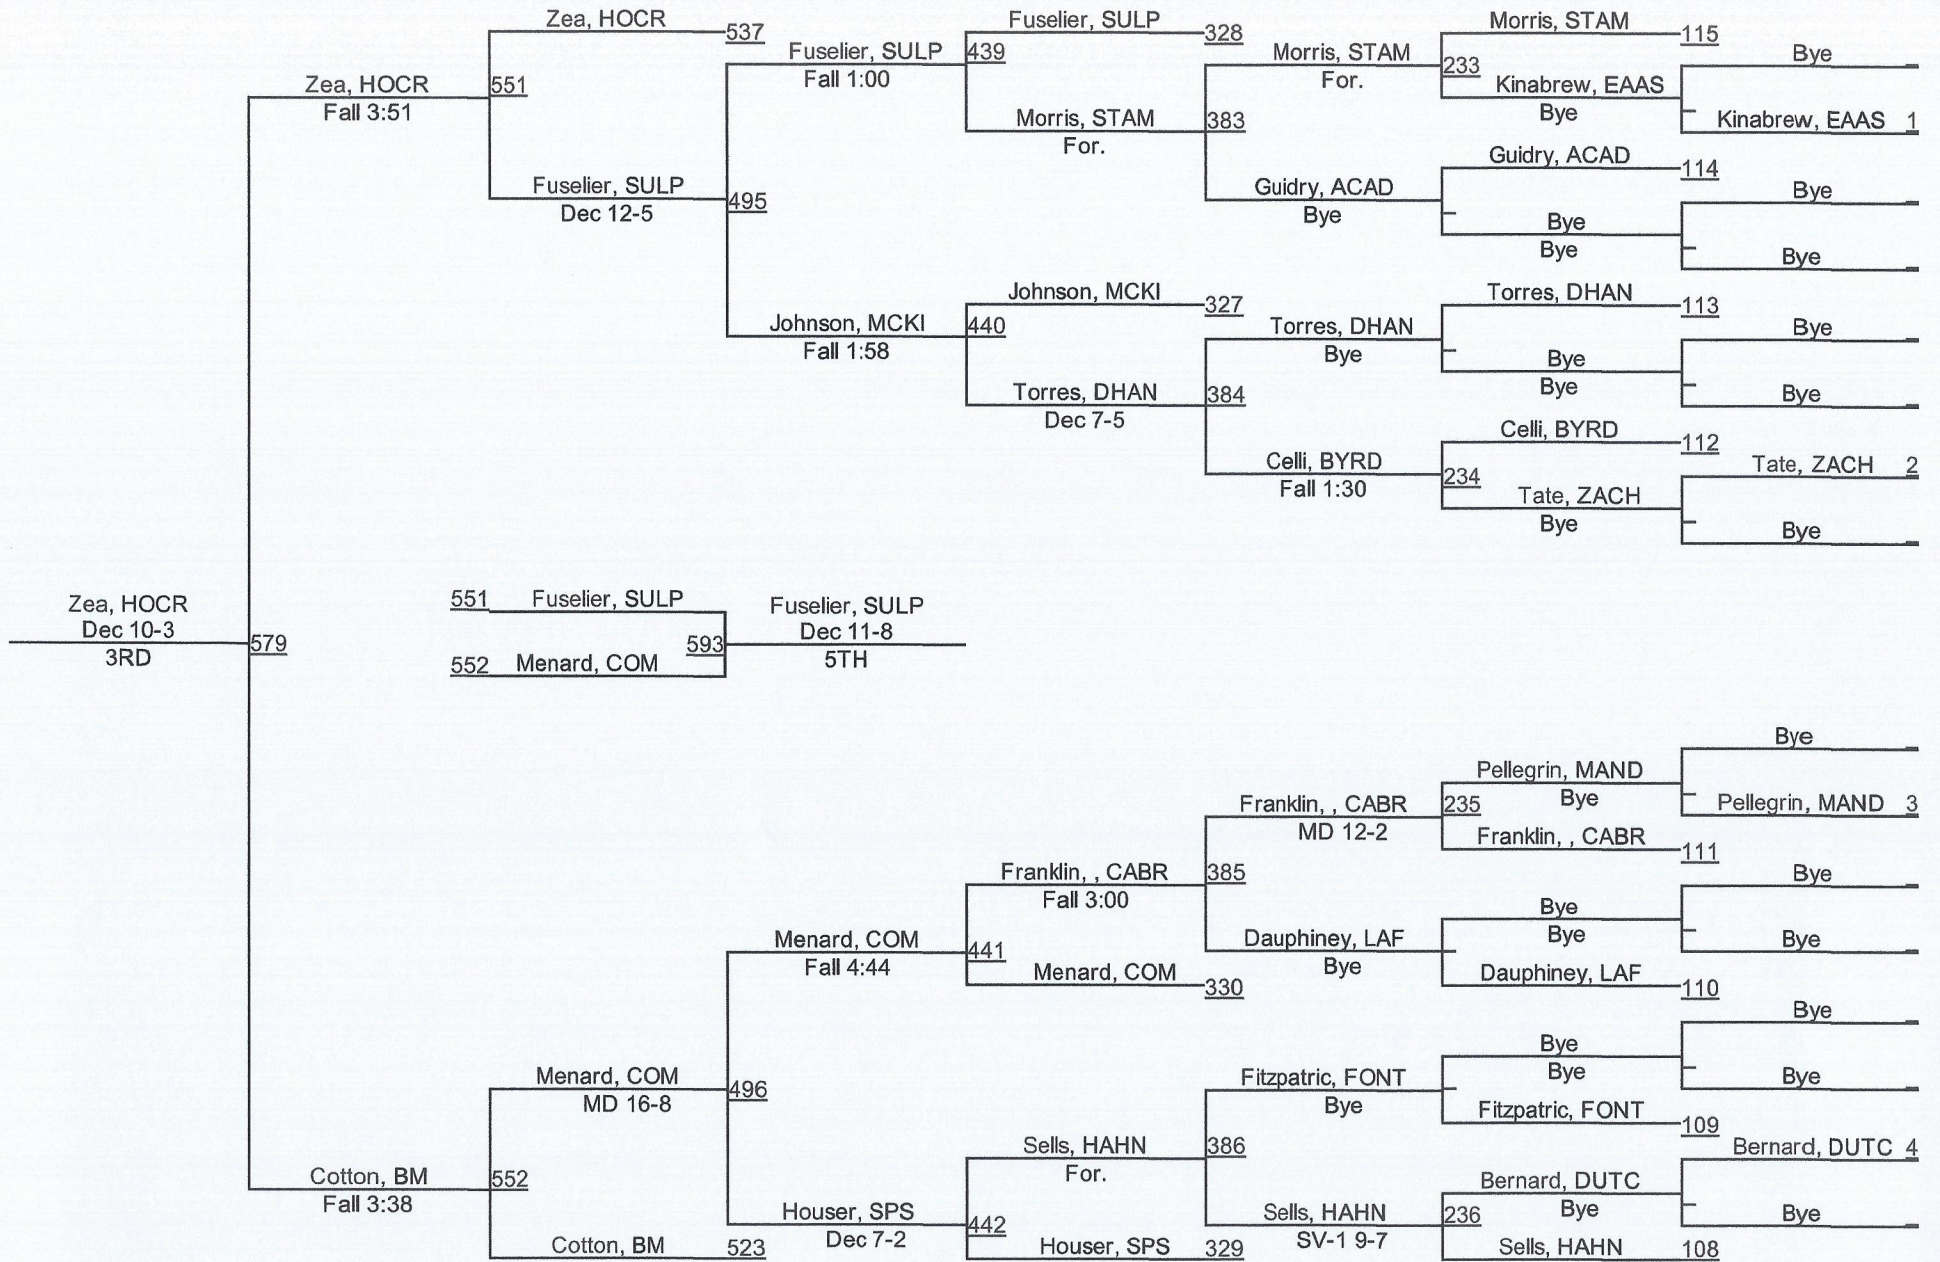 Zea, HOCR
537
Fuselier, SULP
328
Morris, STAM
115
Fuselier, SULP
439
Fall 1:00
Morris, STAM
233
For.
Bye
Zea, HOCR
551
Fall 3:51
Kinabrew, EAAS
Bye
Morris, STAM
383
For.
Kinabrew, EAAS 1
Guidry, ACAD
114
Fuselier, SULP
495
Dec 12-5
Guidry, ACAD
Bye
Bye
Bye
Bye
Bye
Johnson, MCKI
327
Torres, DHAN
113
Johnson, MCKI
440
Fall 1:58
Torres, DHAN
Bye
Bye
Bye
Bye
Torres, DHAN
384
Dec 7-5
Bye
Celli, BYRD
112
Celli, BYRD
234
Fall 1:30
Tate, ZACH 2
Tate, ZACH
Bye
Bye
Zea, HOCR
Dec 10-3
579
3RD
551 Fuselier, SULP
593
552 Menard, COM
Fuselier, SULP
Dec 11-8
5TH
Bye
Pellegrin, MAND
Bye
Franklin, , CABR
235
MD 12-2
Pellegrin, MAND 3
Franklin, , CABR
111
Franklin, , CABR
385
Fall 3:00
Bye
Bye
Bye
Menard, COM
441
Fall 4:44
Dauphiney, LAF
Bye
Bye
Menard, COM
330
Dauphiney, LAF
110
Bye
Bye
Bye
Menard, COM
496
MD 16-8
Fitzpatric, FONT
Bye
Bye
Fitzpatric, FONT
109
Sells, HAHN
386
For.
Bernard, DUTC 4
Cotton, BM
552
Fall 3:38
Bernard, DUTC
Bye
Houser, SPS
442
Dec 7-2
Sells, HAHN
236
SV-1 9-7
Bye
Cotton, BM
523
Houser, SPS
329
Sells, HAHN
108